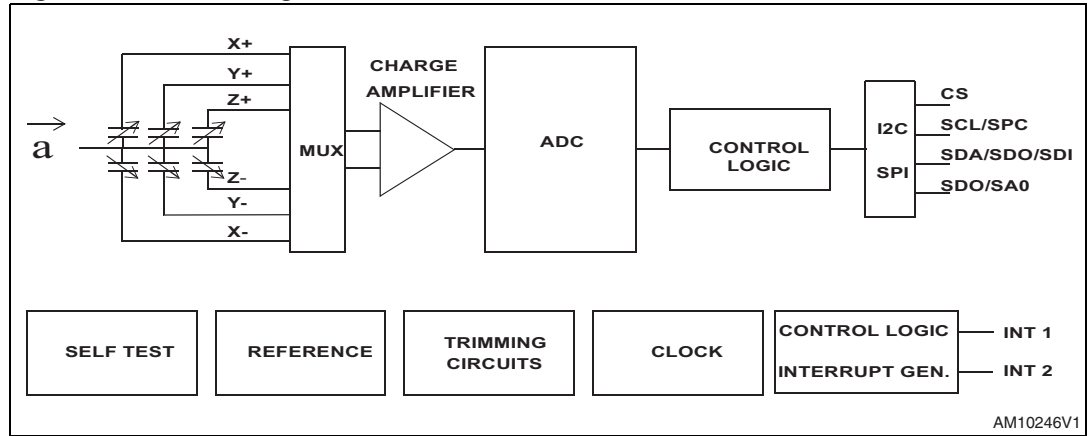 X+
Y+
Z+
a
Z-
Y-
X-
MUX
CHARGE
AMPLIFIER
ADC
CONTROL
LOGIC
I2C
SPI
CS
SCL/SPC
SDA/SDO/SDI
SDO/SA0
SELF TEST
REFERENCE
TRIMMING
CIRCUITS
CLOCK
CONTROL LOGIC
INTERRUPT GEN.
INT 1
INT 2
AM10246V1